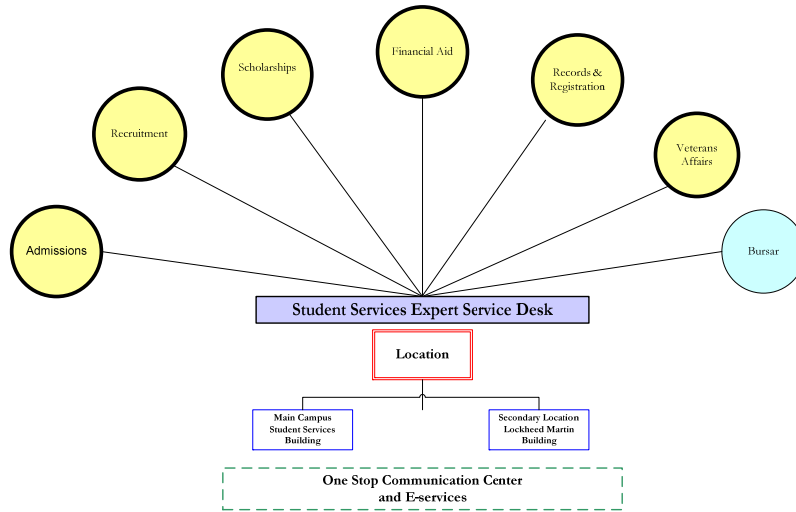 Financial Aid
Scholarships
Records &
Registration
Recruitment
Veterans
Affairs
Admissions
Bursar
Student Services Expert Service Desk
Location
Main Campus
Student Services
Building
Secondary Location
Lockheed Martin
Building
One Stop Communication Center
and E-services